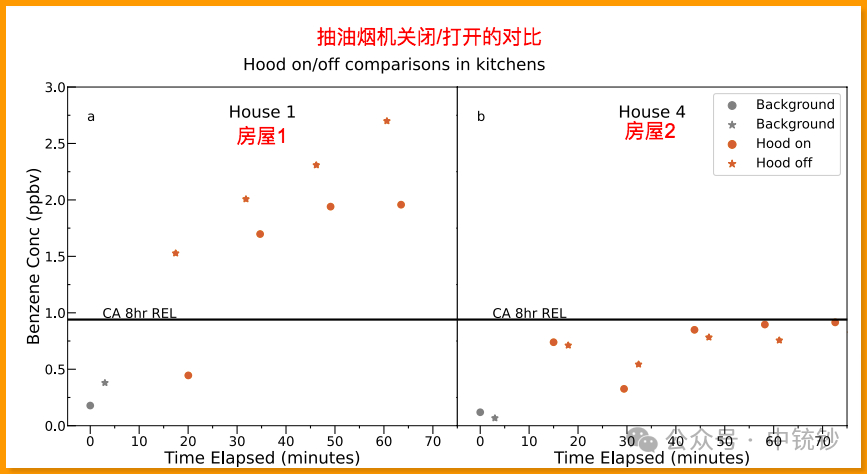 抽油烟机关闭/打开的对比
Hood on/off comparisons in kitchens
a
House 1
房屋1
b
House 4
房屋2
Background
Background
Hood on
Hood off
Benzene Conc (ppbv)
3.0
2.5
2.0
1.5
1.0
0.5
0.0
CA 8hr REL
CA 8hr REL
0 10 20 30 40 50 60 70
0 10 20 30 40 50 60 70
Time Elapsed (minutes)
Time Elapsed (minutes)
公众号 · 中铳钞